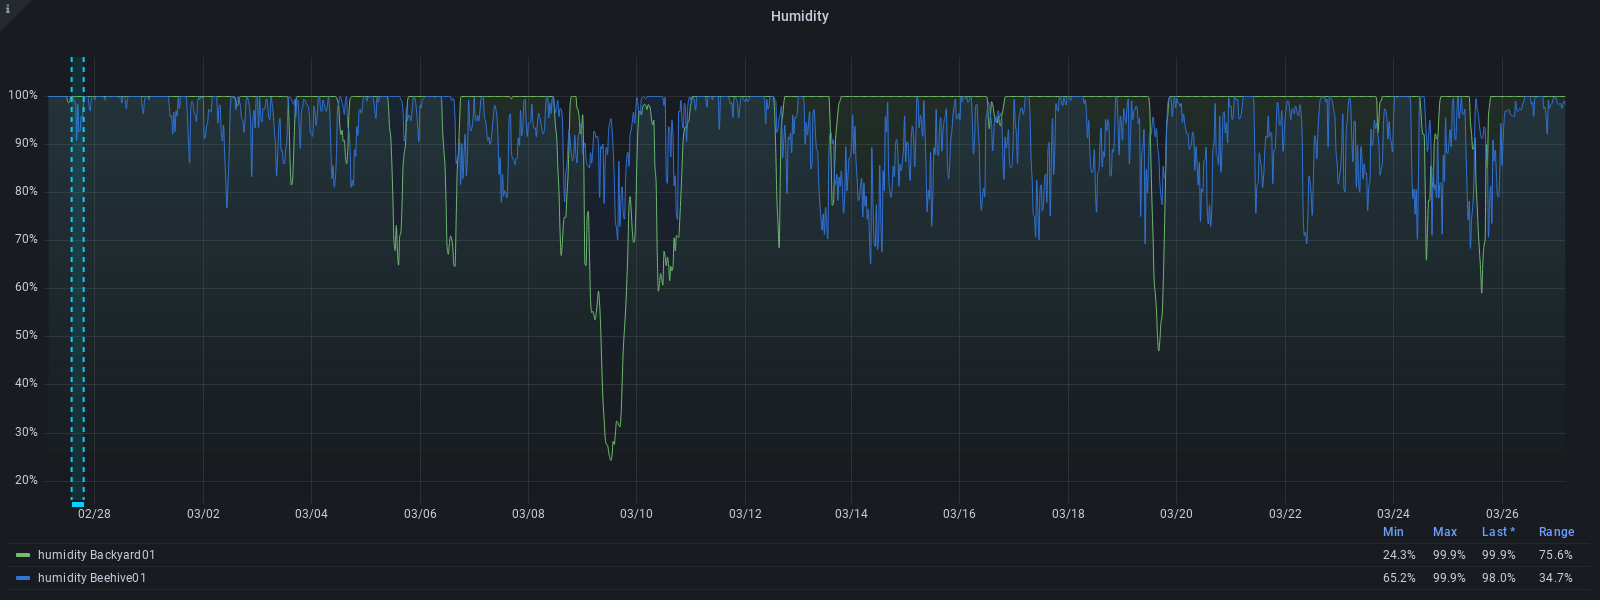 i
Humidity
100%
90%
80%
70%
60%
50%
40%
30%
20%
02/28 03/02 03/04 03/06 03/08 03/10 03/12 03/14 03/16 03/18 03/20 03/22 03/24 03/26
Min Max Last * Range
humidity Backyard01 24.3% 99.9% 99.9% 75.6%
humidity Beehive01 65.2% 99.9% 98.0% 34.7%